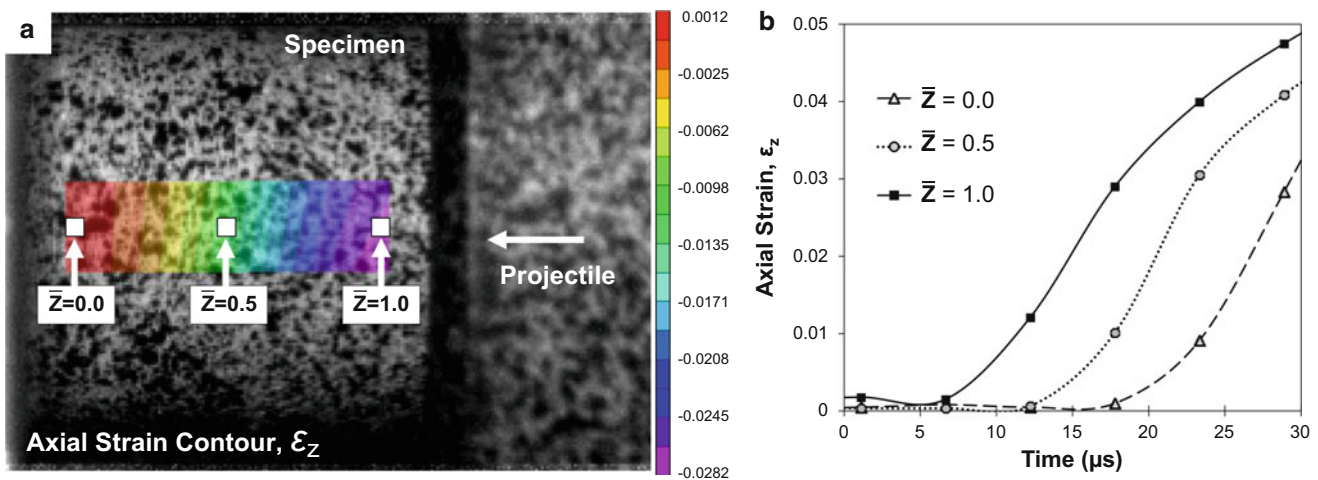 a
Specimen
Projectile
Z̅=0.0
Z̅=0.5
Z̅=1.0
Axial Strain Contour, ε_z
0.0012
-0.0025
-0.0062
-0.0098
-0.0135
-0.0171
-0.0208
-0.0245
-0.0282
b
Axial Strain, ε_z
0.05
0.04
0.03
0.02
0.01
0
Z̅ = 0.0
Z̅ = 0.5
Z̅ = 1.0
0 5 10 15 20 25 30
Time (µs)